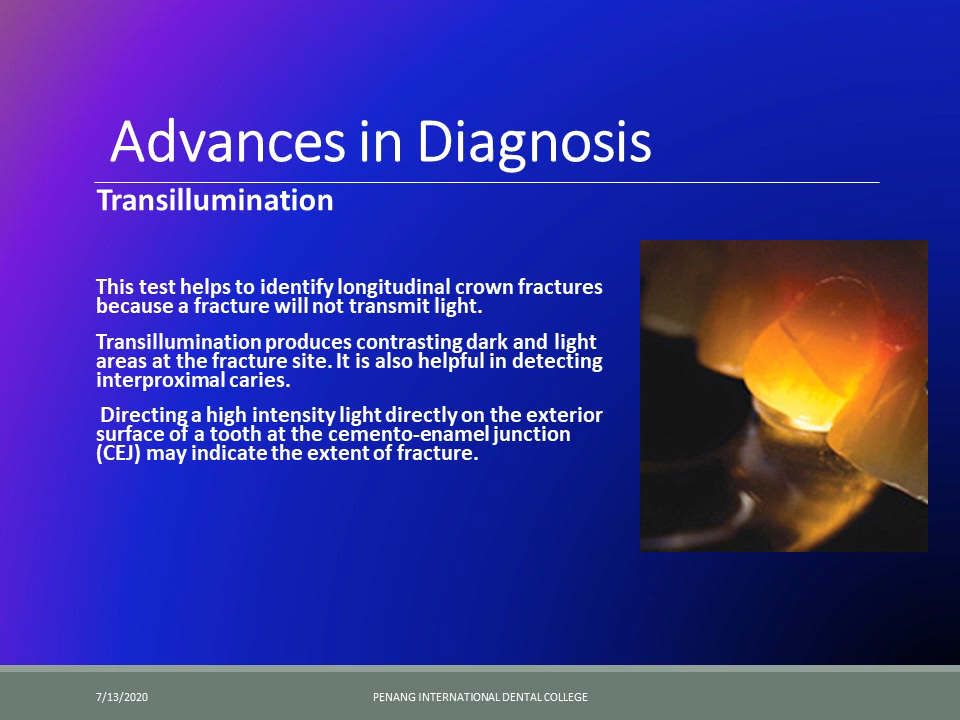 Advances in Diagnosis
Transillumination
This test helps to identify longitudinal crown fractures
because a fracture will not transmit light.
Transillumination produces contrasting dark and light
areas at the fracture site. It is also helpful in detecting
interproximal caries.
Directing a high intensity light directly on the exterior
surface of a tooth at the cemento-enamel junction
(CEJ) may indicate the extent of fracture.
7/13/2020
PENANG INTERNATIONAL DENTAL COLLEGE